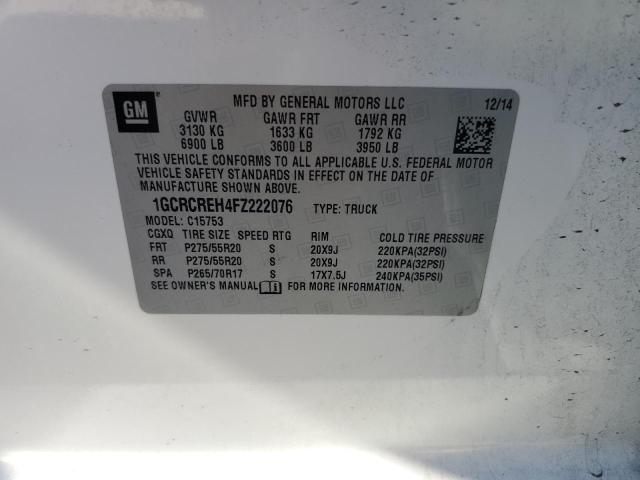 GM
MFD BY GENERAL MOTORS LLC 12/14
GVWR GAWR FRT GAWR RR
3130 KG 1633 KG 1792 KG
6900 LB 3600 LB 3950 LB
THIS VEHICLE CONFORMS TO ALL APPLICABLE U.S. FEDERAL MOTOR
VEHICLE SAFETY STANDARDS IN EFFECT ON THE DATE OF
MANUFACTURE SHOWN ABOVE.
1GCRCREH4FZ222076 TYPE: TRUCK
MODEL: C15753
CGXQ TIRE SIZE SPEED RTG RIM COLD TIRE PRESSURE
FRT P275/55R20 S 20X9J 220KPA(32PSI)
RR P275/55R20 S 20X9J 220KPA(32PSI)
SPA P265/70R17 S 17X7.5J 240KPA(35PSI)
SEE OWNER'S MANUAL FOR MORE INFORMATION.